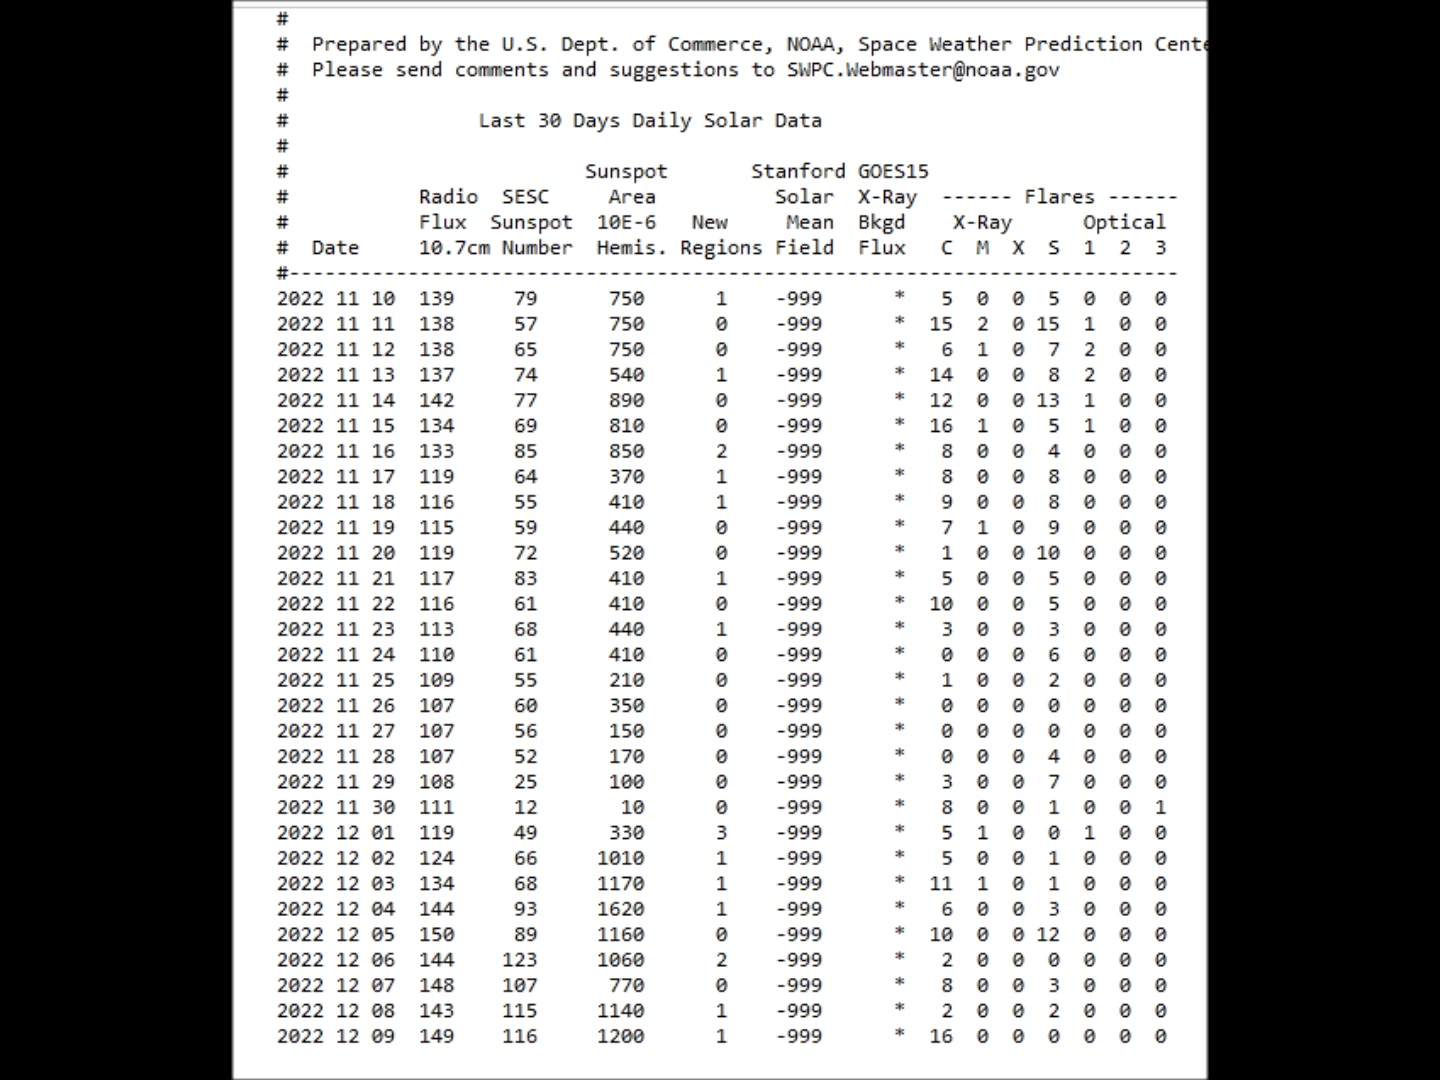 #
#  Prepared by the U.S. Dept. of Commerce, NOAA, Space Weather Prediction Cente
#  Please send comments and suggestions to SWPC.Webmaster@noaa.gov
#
#                Last 30 Days Daily Solar Data
#
#                         Sunspot       Stanford GOES15
#           Radio  SESC     Area          Solar  X-Ray  ------ Flares ------
#           Flux  Sunspot  10E-6   New     Mean  Bkgd    X-Ray      Optical
#  Date     10.7cm Number  Hemis. Regions Field  Flux   C  M  X  S  1  2  3
#---------------------------------------------------------------------------
2022 11 10  139     79      750      1    -999      *   5  0  0  5  0  0  0
2022 11 11  138     57      750      0    -999      *  15  2  0 15  1  0  0
2022 11 12  138     65      750      0    -999      *   6  1  0  7  2  0  0
2022 11 13  137     74      540      1    -999      *  14  0  0  8  2  0  0
2022 11 14  142     77      890      0    -999      *  12  0  0 13  1  0  0
2022 11 15  134     69      810      0    -999      *  16  1  0  5  1  0  0
2022 11 16  133     85      850      2    -999      *   8  0  0  4  0  0  0
2022 11 17  119     64      370      1    -999      *   8  0  0  8  0  0  0
2022 11 18  116     55      410      1    -999      *   9  0  0  8  0  0  0
2022 11 19  115     59      440      0    -999      *   7  1  0  9  0  0  0
2022 11 20  119     72      520      0    -999      *   1  0  0 10  0  0  0
2022 11 21  117     83      410      1    -999      *   5  0  0  5  0  0  0
2022 11 22  116     61      410      0    -999      *  10  0  0  5  0  0  0
2022 11 23  113     68      440      1    -999      *   3  0  0  3  0  0  0
2022 11 24  110     61      410      0    -999      *   0  0  0  6  0  0  0
2022 11 25  109     55      210      0    -999      *   1  0  0  2  0  0  0
2022 11 26  107     60      350      0    -999      *   0  0  0  0  0  0  0
2022 11 27  107     56      150      0    -999      *   0  0  0  0  0  0  0
2022 11 28  107     52      170      0    -999      *   0  0  0  4  0  0  0
2022 11 29  108     25      100      0    -999      *   3  0  0  7  0  0  0
2022 11 30  111     12       10      0    -999      *   8  0  0  1  0  0  1
2022 12 01  119     49      330      3    -999      *   5  1  0  0  1  0  0
2022 12 02  124     66     1010      1    -999      *   5  0  0  1  0  0  0
2022 12 03  134     68     1170      1    -999      *  11  1  0  1  0  0  0
2022 12 04  144     93     1620      1    -999      *   6  0  0  3  0  0  0
2022 12 05  150     89     1160      0    -999      *  10  0  0 12  0  0  0
2022 12 06  144    123     1060      2    -999      *   2  0  0  0  0  0  0
2022 12 07  148    107      770      0    -999      *   8  0  0  3  0  0  0
2022 12 08  143    115     1140      1    -999      *   2  0  0  2  0  0  0
2022 12 09  149    116     1200      1    -999      *  16  0  0  0  0  0  0